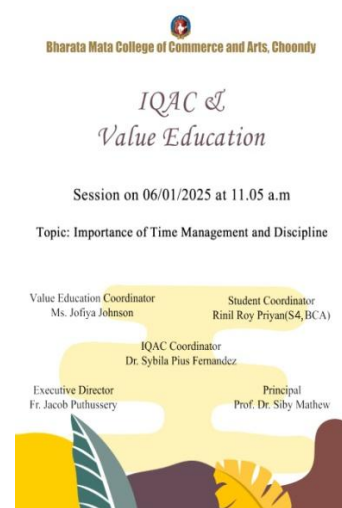 Bharata Mata College of Commerce and Arts, Choondy
IQAC &
Value Education
Session on 06/01/2025 at 11.05 a.m
Topic: Importance of Time Management and Discipline
Value Education Coordinator
Ms. Jofiya Johnson
Student Coordinator
Rinil Roy Priyan(S4, BCA)
IQAC Coordinator
Dr. Sybila Pius Fernandez
Executive Director
Fr. Jacob Puthussery
Principal
Prof. Dr. Siby Mathew